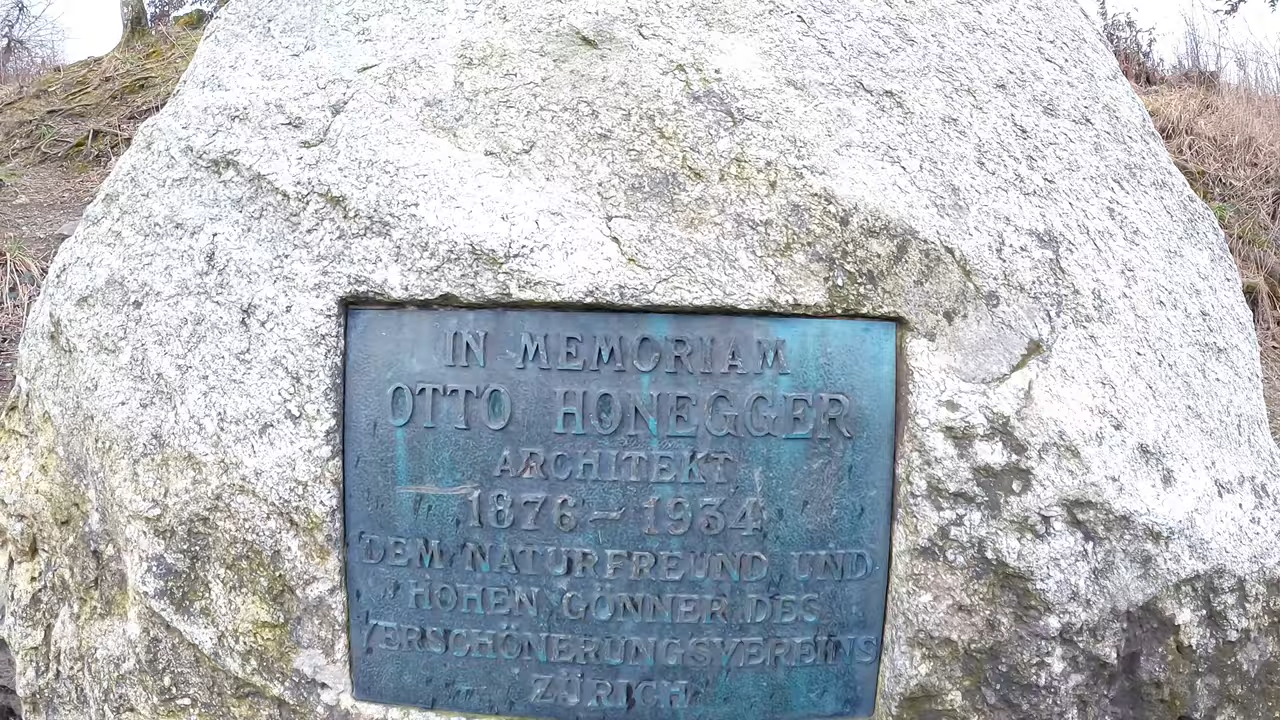 IN MEMORIAM
OTTO HONEGGER
ARCHITEKT
1876 – 1934
DEM NATURFREUND UND
HOHEN GÖNNER DES
VERSCHÖNERUNGSVEREINS
ZÜRICH